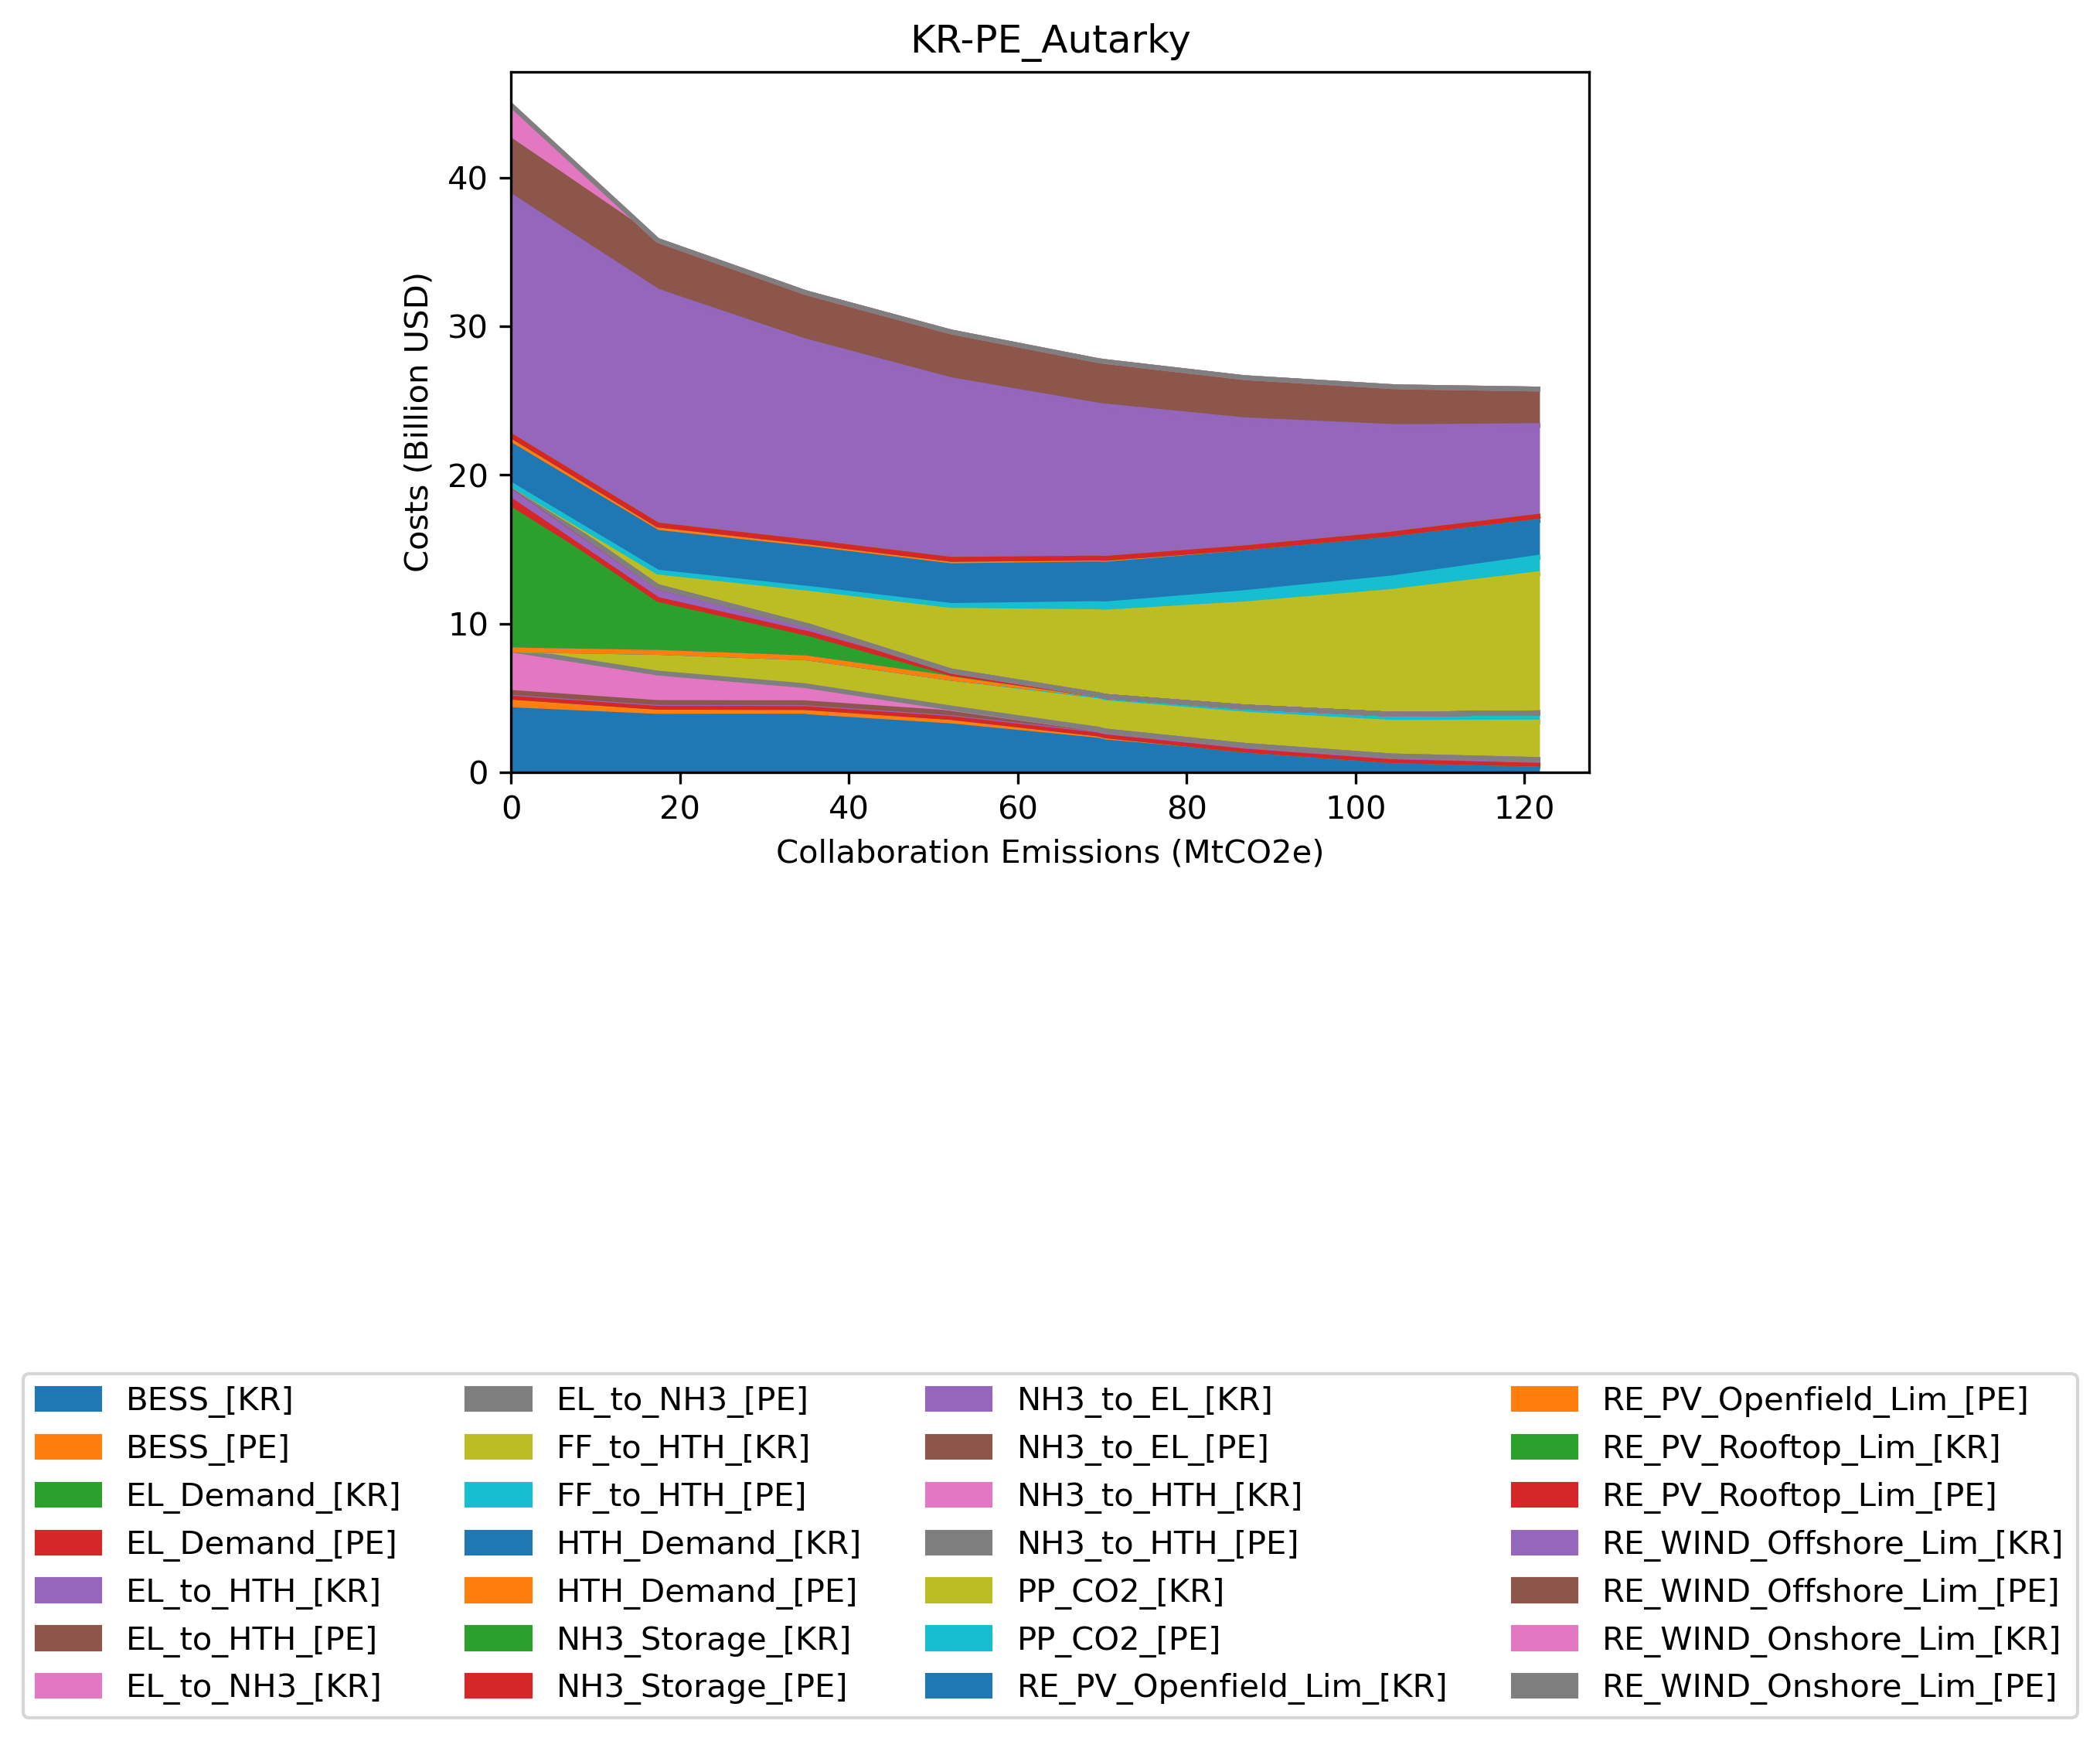 KR-PE_Autarky
Costs (Billion USD)
40
30
20
10
0
0 20 40 60 80 100 120
Collaboration Emissions (MtCO2e)
BESS_[KR]
BESS_[PE]
EL_Demand_[KR]
EL_Demand_[PE]
EL_to_HTH_[KR]
EL_to_HTH_[PE]
EL_to_NH3_[KR]
EL_to_NH3_[PE]
FF_to_HTH_[KR]
FF_to_HTH_[PE]
HTH_Demand_[KR]
HTH_Demand_[PE]
NH3_Storage_[KR]
NH3_Storage_[PE]
NH3_to_EL_[KR]
NH3_to_EL_[PE]
NH3_to_HTH_[KR]
NH3_to_HTH_[PE]
PP_CO2_[KR]
PP_CO2_[PE]
RE_PV_Openfield_Lim_[KR]
RE_PV_Openfield_Lim_[PE]
RE_PV_Rooftop_Lim_[KR]
RE_PV_Rooftop_Lim_[PE]
RE_WIND_Offshore_Lim_[KR]
RE_WIND_Offshore_Lim_[PE]
RE_WIND_Onshore_Lim_[KR]
RE_WIND_Onshore_Lim_[PE]